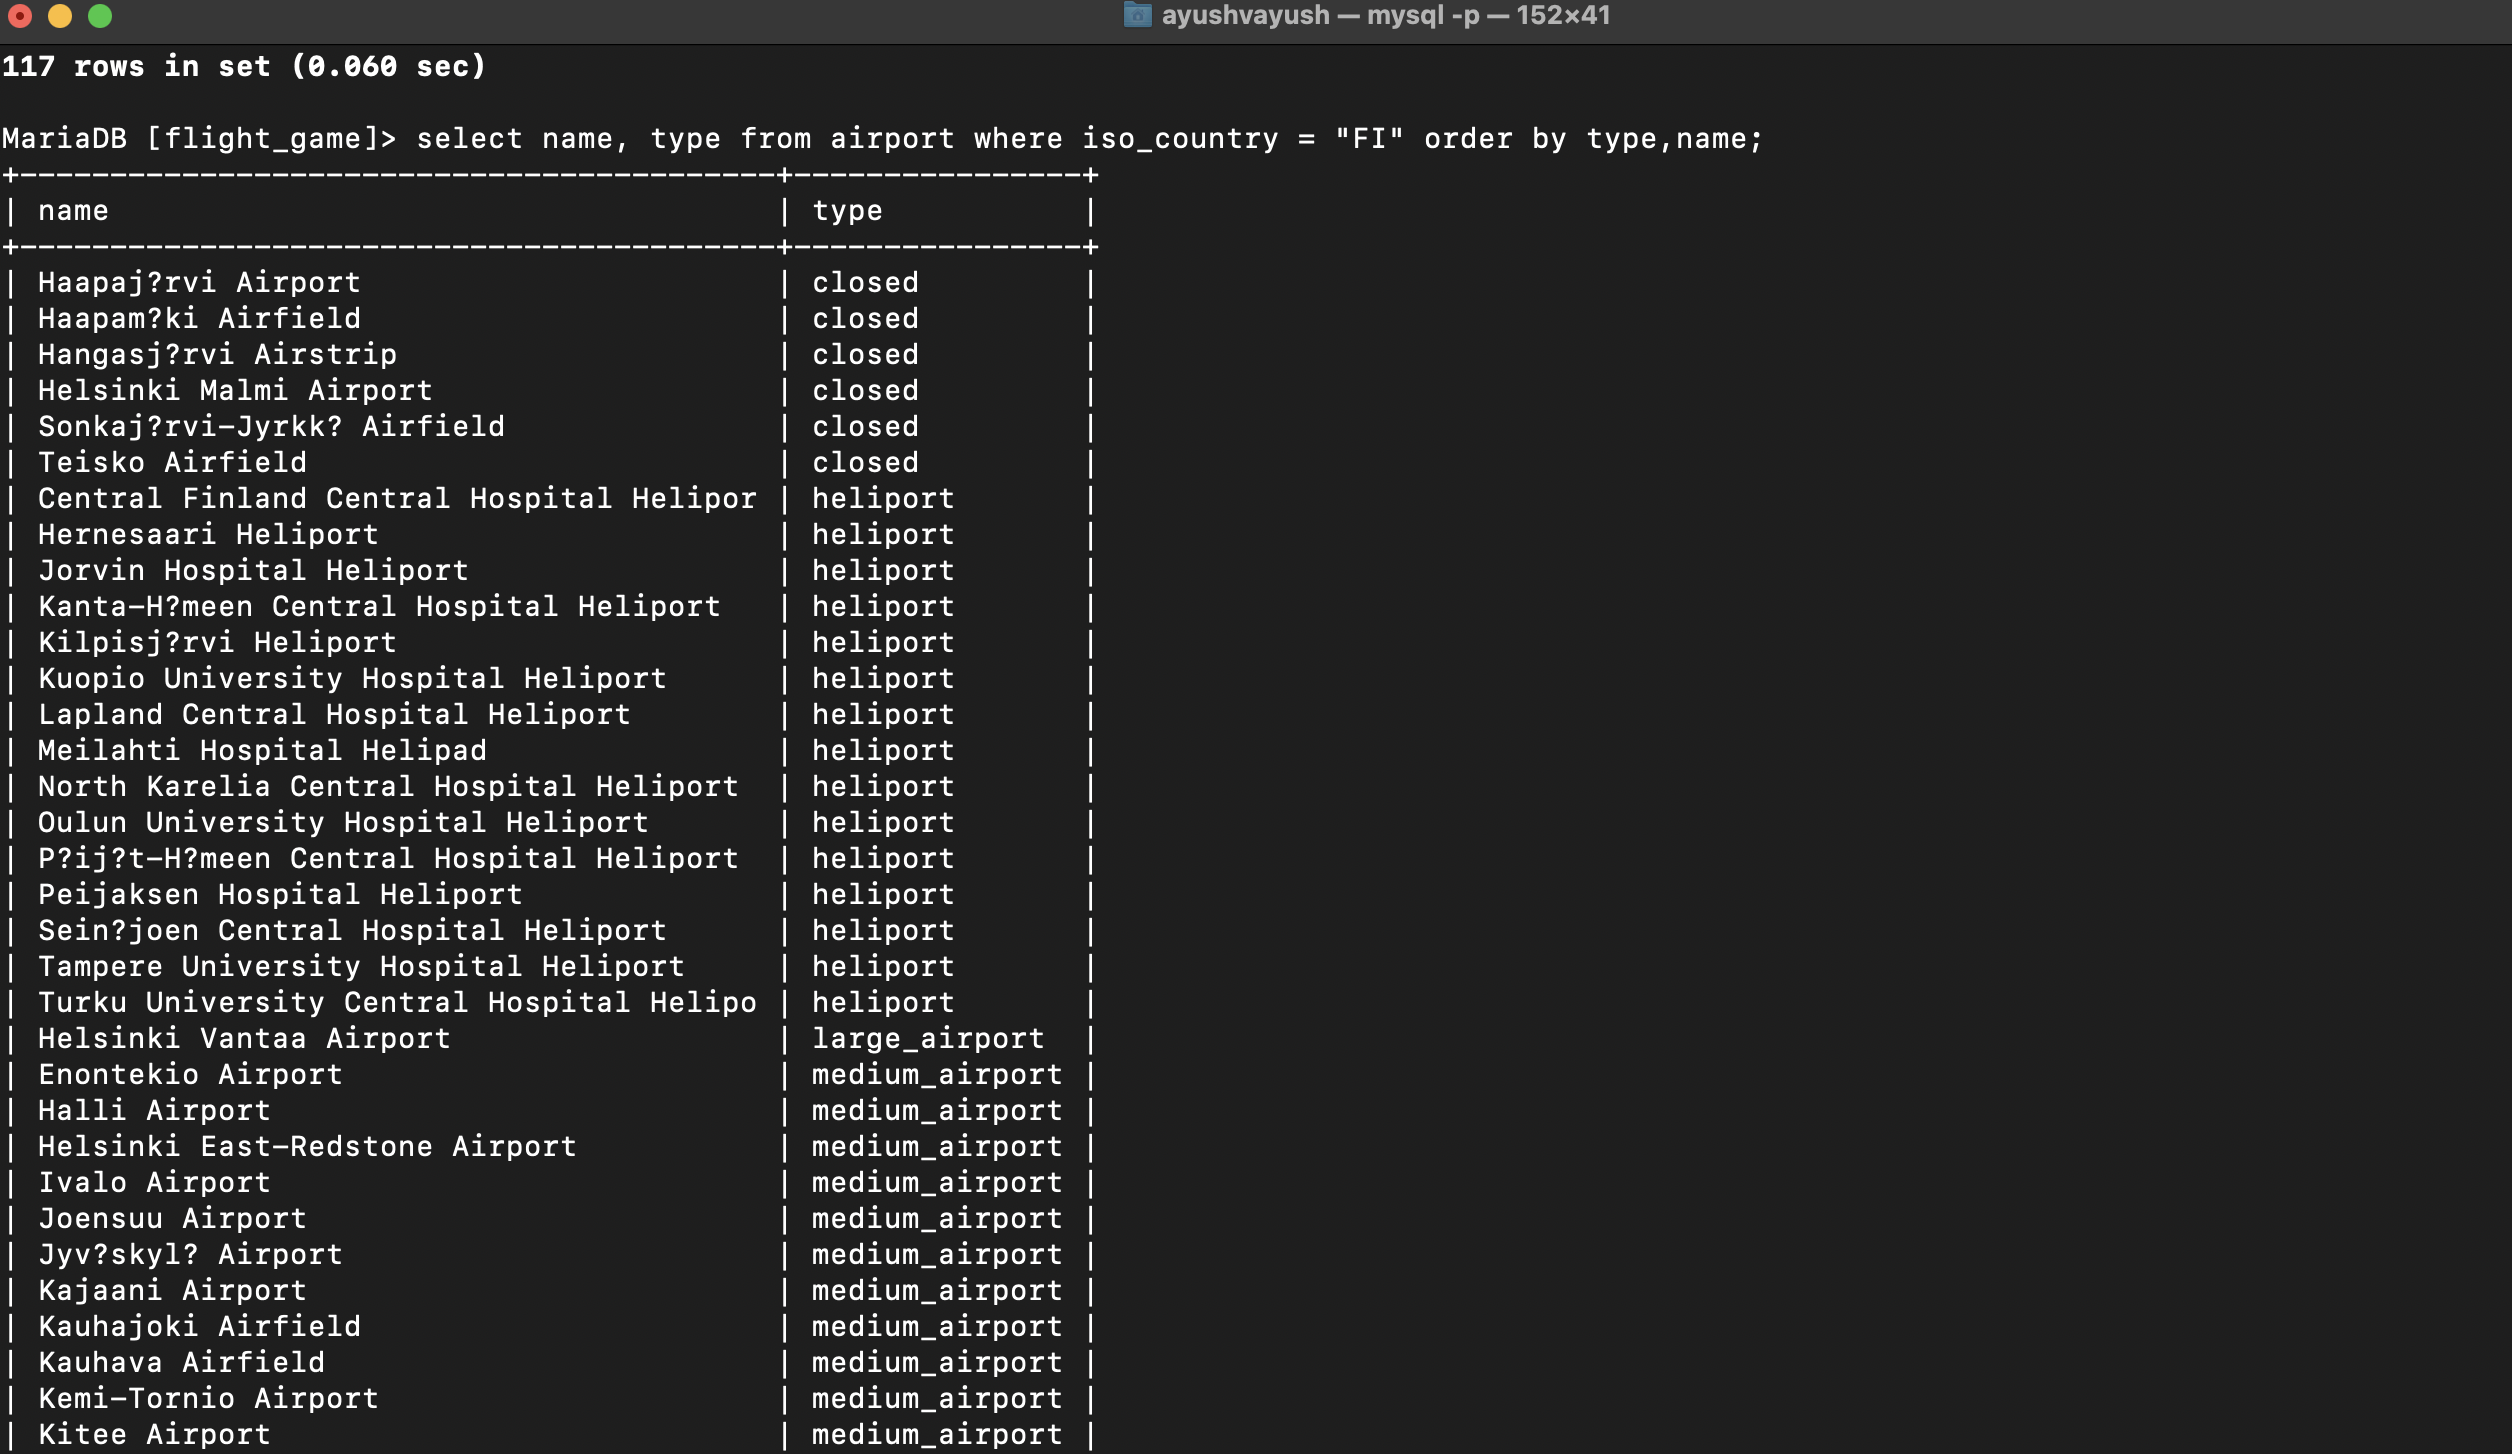 ayushvayush — mysql -p — 152×41
117 rows in set (0.060 sec)
MariaDB [flight_game]> select name, type from airport where iso_country = "FI" order by type,name;
+------------------------------------------+----------------+
| name                                     | type           |
+------------------------------------------+----------------+
| Haapaj?rvi Airport                       | closed         |
| Haapam?ki Airfield                       | closed         |
| Hangasj?rvi Airstrip                     | closed         |
| Helsinki Malmi Airport                   | closed         |
| Sonkaj?rvi-Jyrkk? Airfield               | closed         |
| Teisko Airfield                          | closed         |
| Central Finland Central Hospital Helipor | heliport       |
| Hernesaari Heliport                      | heliport       |
| Jorvin Hospital Heliport                 | heliport       |
| Kanta-H?meen Central Hospital Heliport   | heliport       |
| Kilpisj?rvi Heliport                     | heliport       |
| Kuopio University Hospital Heliport      | heliport       |
| Lapland Central Hospital Heliport        | heliport       |
| Meilahti Hospital Helipad                | heliport       |
| North Karelia Central Hospital Heliport  | heliport       |
| Oulun University Hospital Heliport       | heliport       |
| P?ij?t-H?meen Central Hospital Heliport  | heliport       |
| Peijaksen Hospital Heliport              | heliport       |
| Sein?joen Central Hospital Heliport      | heliport       |
| Tampere University Hospital Heliport     | heliport       |
| Turku University Central Hospital Helipo | heliport       |
| Helsinki Vantaa Airport                  | large_airport  |
| Enontekio Airport                        | medium_airport |
| Halli Airport                            | medium_airport |
| Helsinki East-Redstone Airport           | medium_airport |
| Ivalo Airport                            | medium_airport |
| Joensuu Airport                          | medium_airport |
| Jyv?skyl? Airport                        | medium_airport |
| Kajaani Airport                          | medium_airport |
| Kauhajoki Airfield                       | medium_airport |
| Kauhava Airfield                         | medium_airport |
| Kemi-Tornio Airport                      | medium_airport |
| Kitee Airport                            | medium_airport |